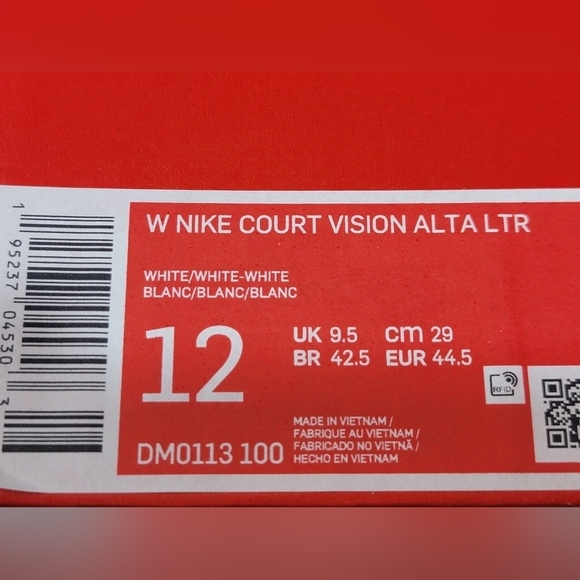 W NIKE COURT VISION ALTA LTR
WHITE/WHITE-WHITE
BLANC/BLANC/BLANC
12
UK 9.5 cm 29
BR 42.5 EUR 44.5
RFID
DM0113 100
MADE IN VIETNAM /
FABRIQUE AU VIETNAM /
FABRICADO NO VIETNÃ /
HECHO EN VIETNAM
1 95237 04530 3